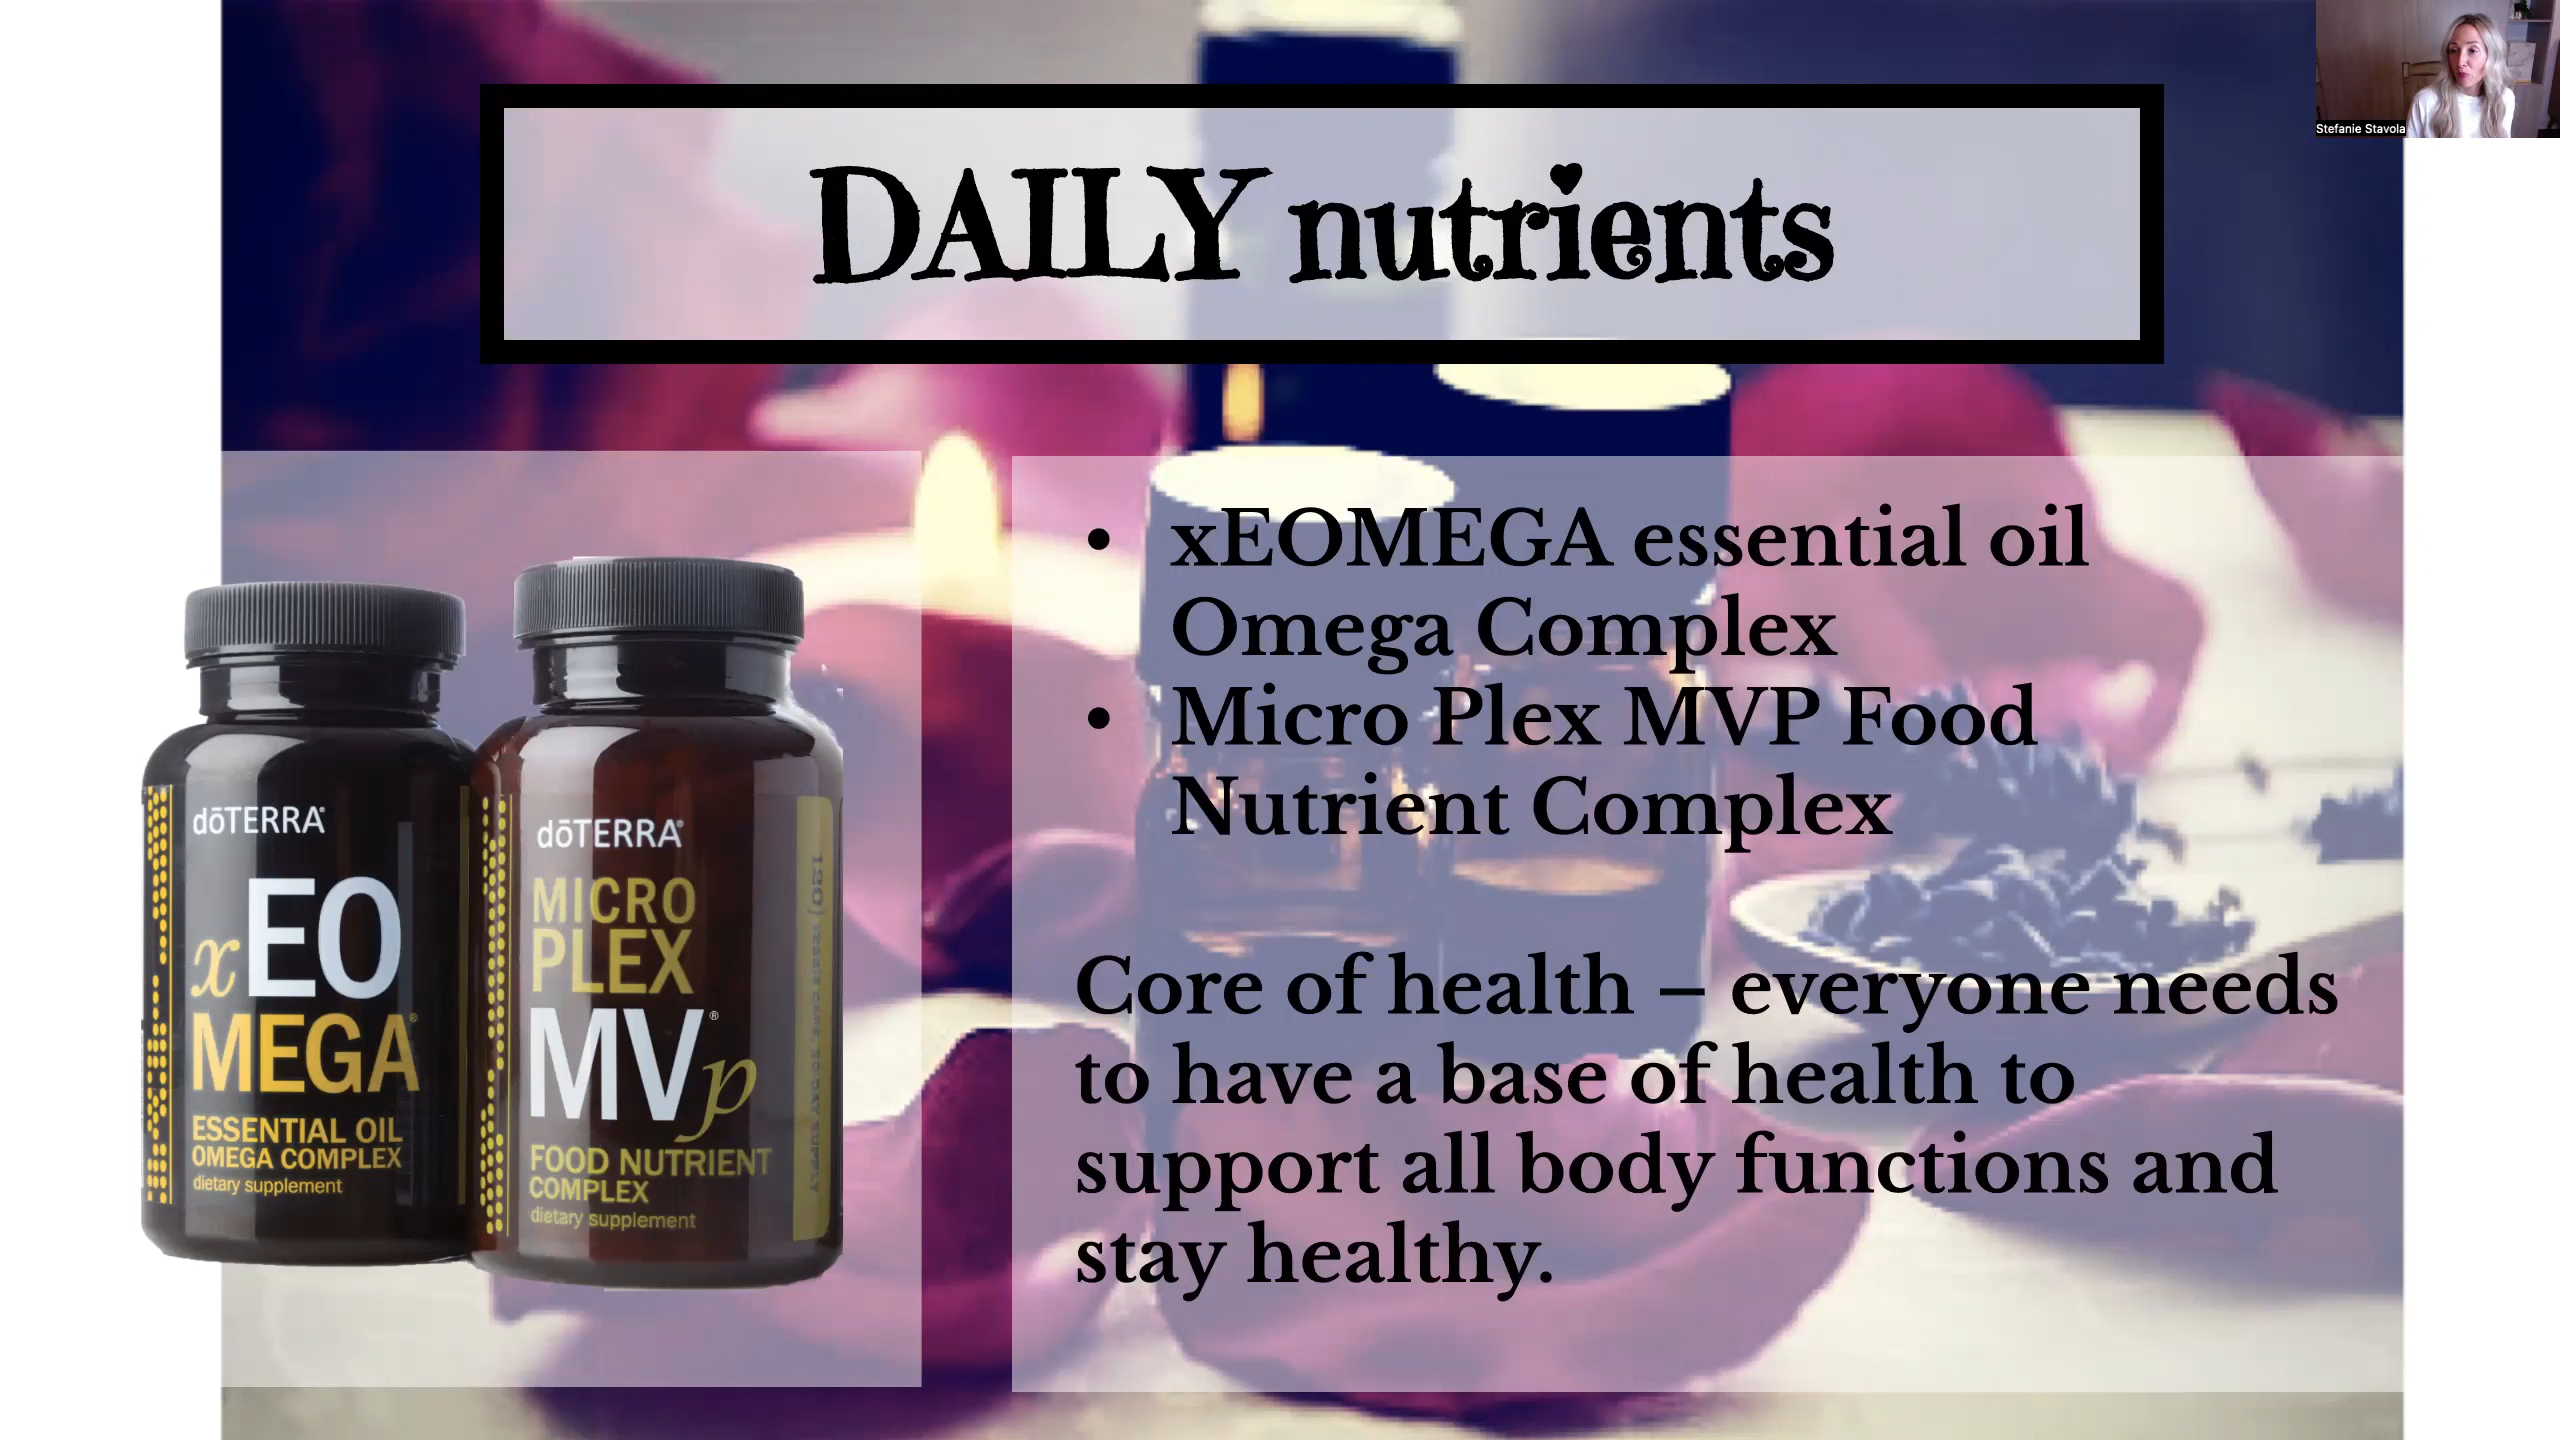 Stefanie Stavola
DAILY nutrients
• xEOMEGA essential oil
Omega Complex
• Micro Plex MVP Food
Nutrient Complex
Core of health – everyone needs
to have a base of health to
support all body functions and
stay healthy.
dōTERRA®
xEO
MEGA®
ESSENTIAL OIL
OMEGA COMPLEX
dietary supplement
dōTERRA®
MICRO
PLEX
MVp®
FOOD NUTRIENT
COMPLEX
dietary supplement